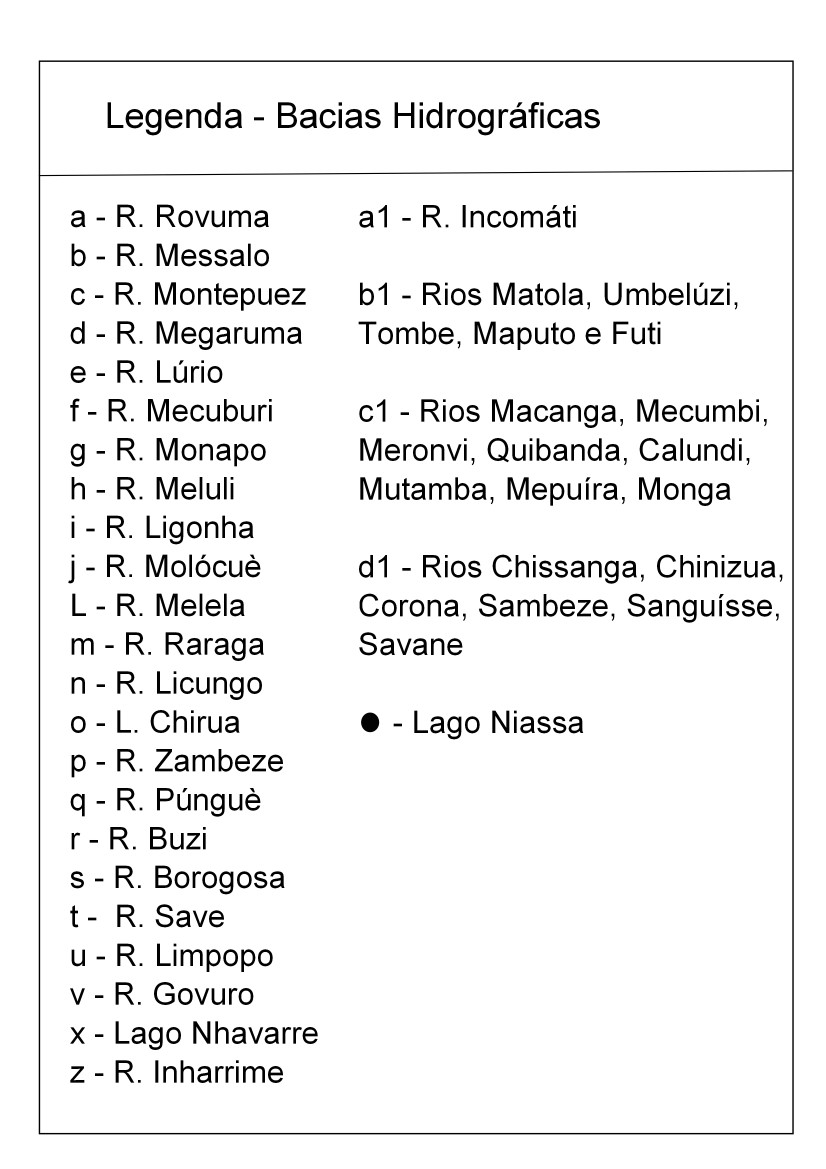 Legenda - Bacias Hidrográficas
a - R. Rovuma
b - R. Messalo
c - R. Montepuez
d - R. Megaruma
e - R. Lúrio
f - R. Mecuburi
g - R. Monapo
h - R. Meluli
i - R. Ligonha
j - R. Molócuè
L - R. Melela
m - R. Raraga
n - R. Licungo
o - L. Chirua
p - R. Zambeze
q - R. Púnguè
r - R. Buzi
s - R. Borogosa
t - R. Save
u - R. Limpopo
v - R. Govuro
x - Lago Nhavarre
z - R. Inharrime
a1 - R. Incomáti
b1 - Rios Matola, Umbelúzi,
Tombe, Maputo e Futi
c1 - Rios Macanga, Mecumbi,
Meronvi, Quibanda, Calundi,
Mutamba, Mepuíra, Monga
d1 - Rios Chissanga, Chinizua,
Corona, Sambeze, Sanguísse,
Savane
● - Lago Niassa